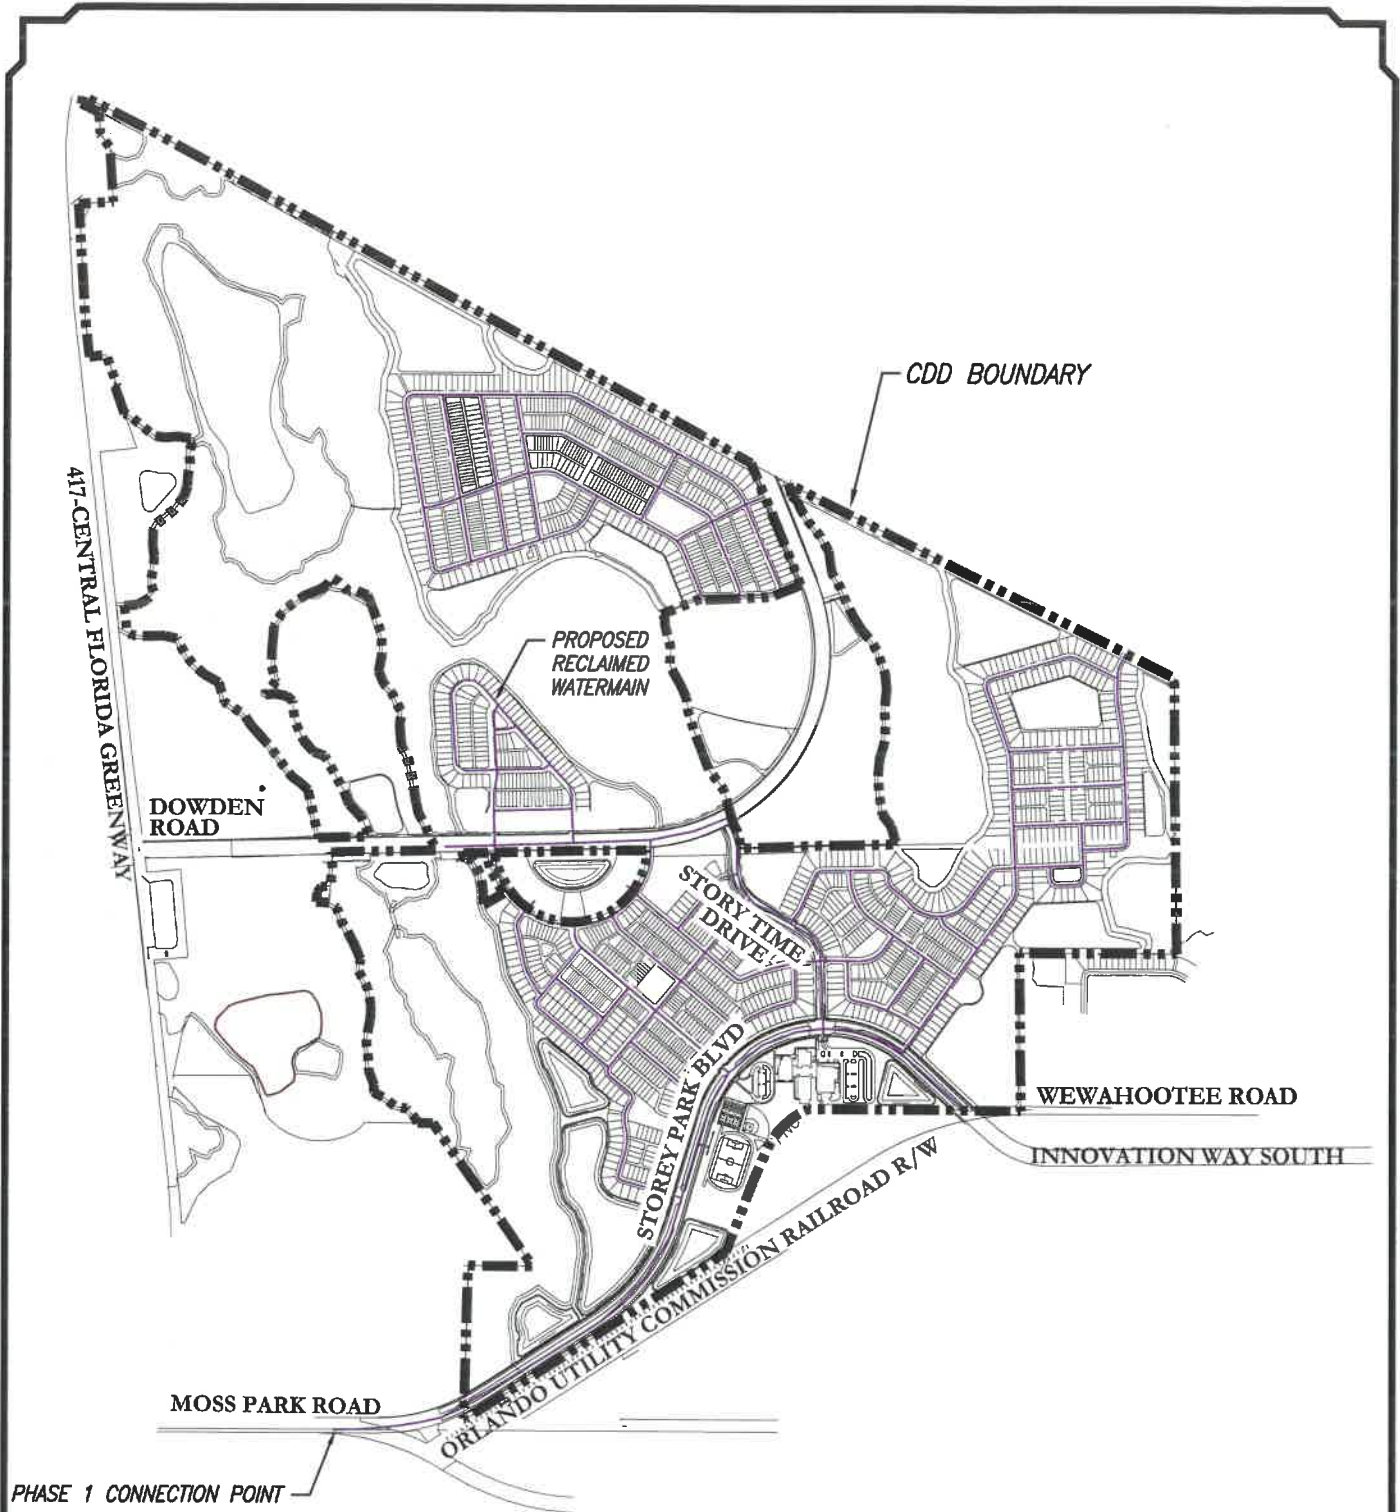 CDD BOUNDARY
417-CENTRAL FLORIDA GREENWAY
PROPOSED
RECLAIMED
WATERMAIN
DOWDEN
ROAD
STORY TIME
DRIVE
STOREY PARK BLVD
WEWAHOOTEE ROAD
INNOVATION WAY SOUTH
ORLANDO UTILITY COMMISSION RAILROAD R/W
MOSS PARK ROAD
PHASE 1 CONNECTION POINT